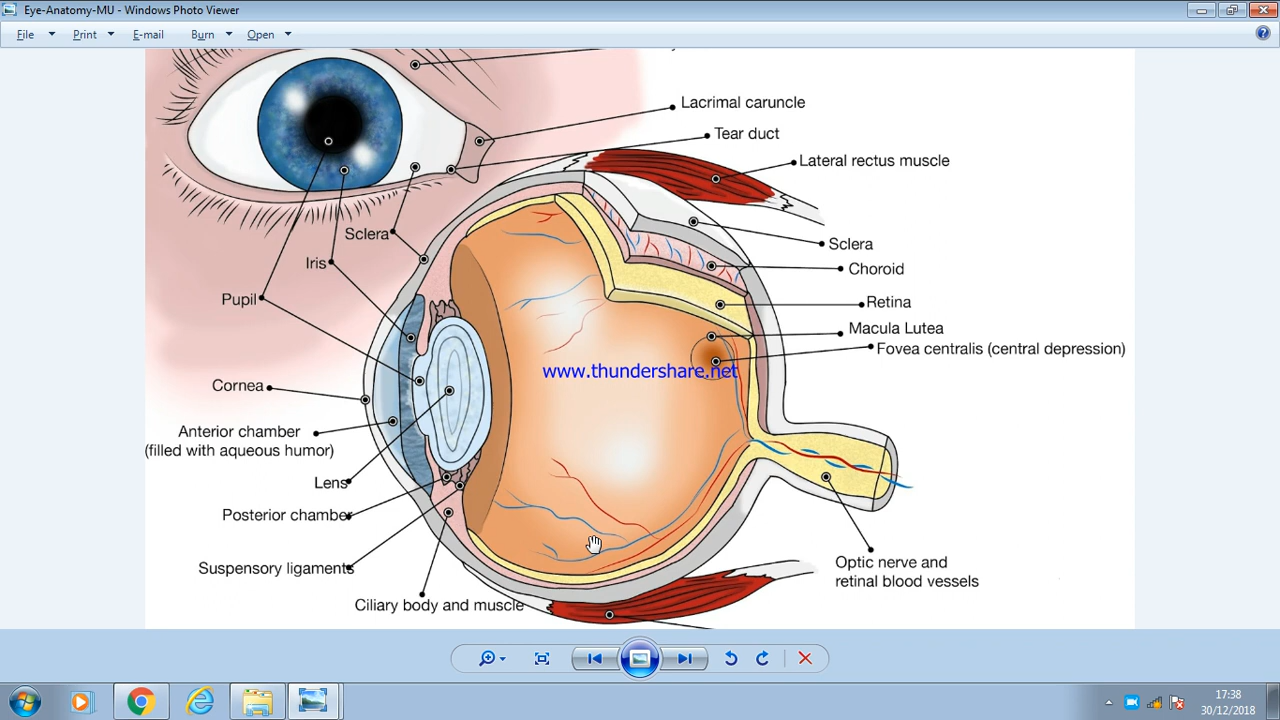 Eye-Anatomy-MU - Windows Photo Viewer
File Print E-mail Burn Open
Lacrimal caruncle
Tear duct
Lateral rectus muscle
Sclera
Sclera
Iris
Choroid
Pupil
Retina
Macula Lutea
Fovea centralis (central depression)
www.thundershare.net
Cornea
Anterior chamber
(filled with aqueous humor)
Lens
Posterior chamber
Suspensory ligaments
Optic nerve and
retinal blood vessels
Ciliary body and muscle
17:38
30/12/2018